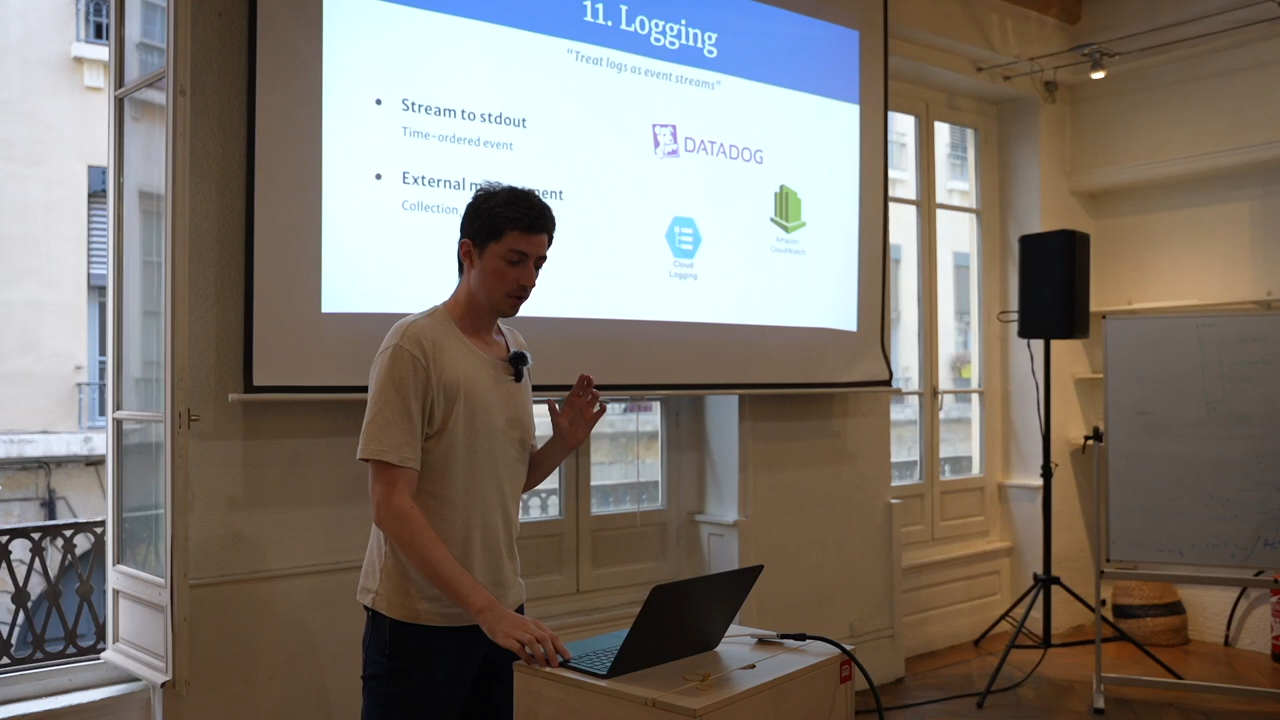 11. Logging
“Treat logs as event streams”
• Stream to stdout
Time-ordered event
• External
Collection,
DATADOG
Amazon
CloudWatch
Cloud
Logging